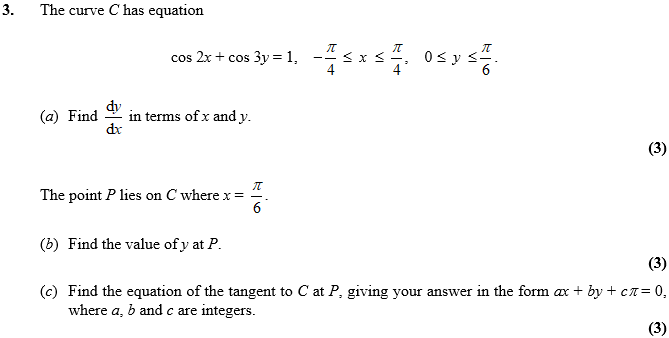 3. The curve C has equation
cos 2x + cos 3y = 1, −π/4 ≤ x ≤ π/4, 0 ≤ y ≤ π/6.
(a) Find dy/dx in terms of x and y.
(3)
The point P lies on C where x = π/6.
(b) Find the value of y at P.
(3)
(c) Find the equation of the tangent to C at P, giving your answer in the form ax + by + cπ = 0,
where a, b and c are integers.
(3)